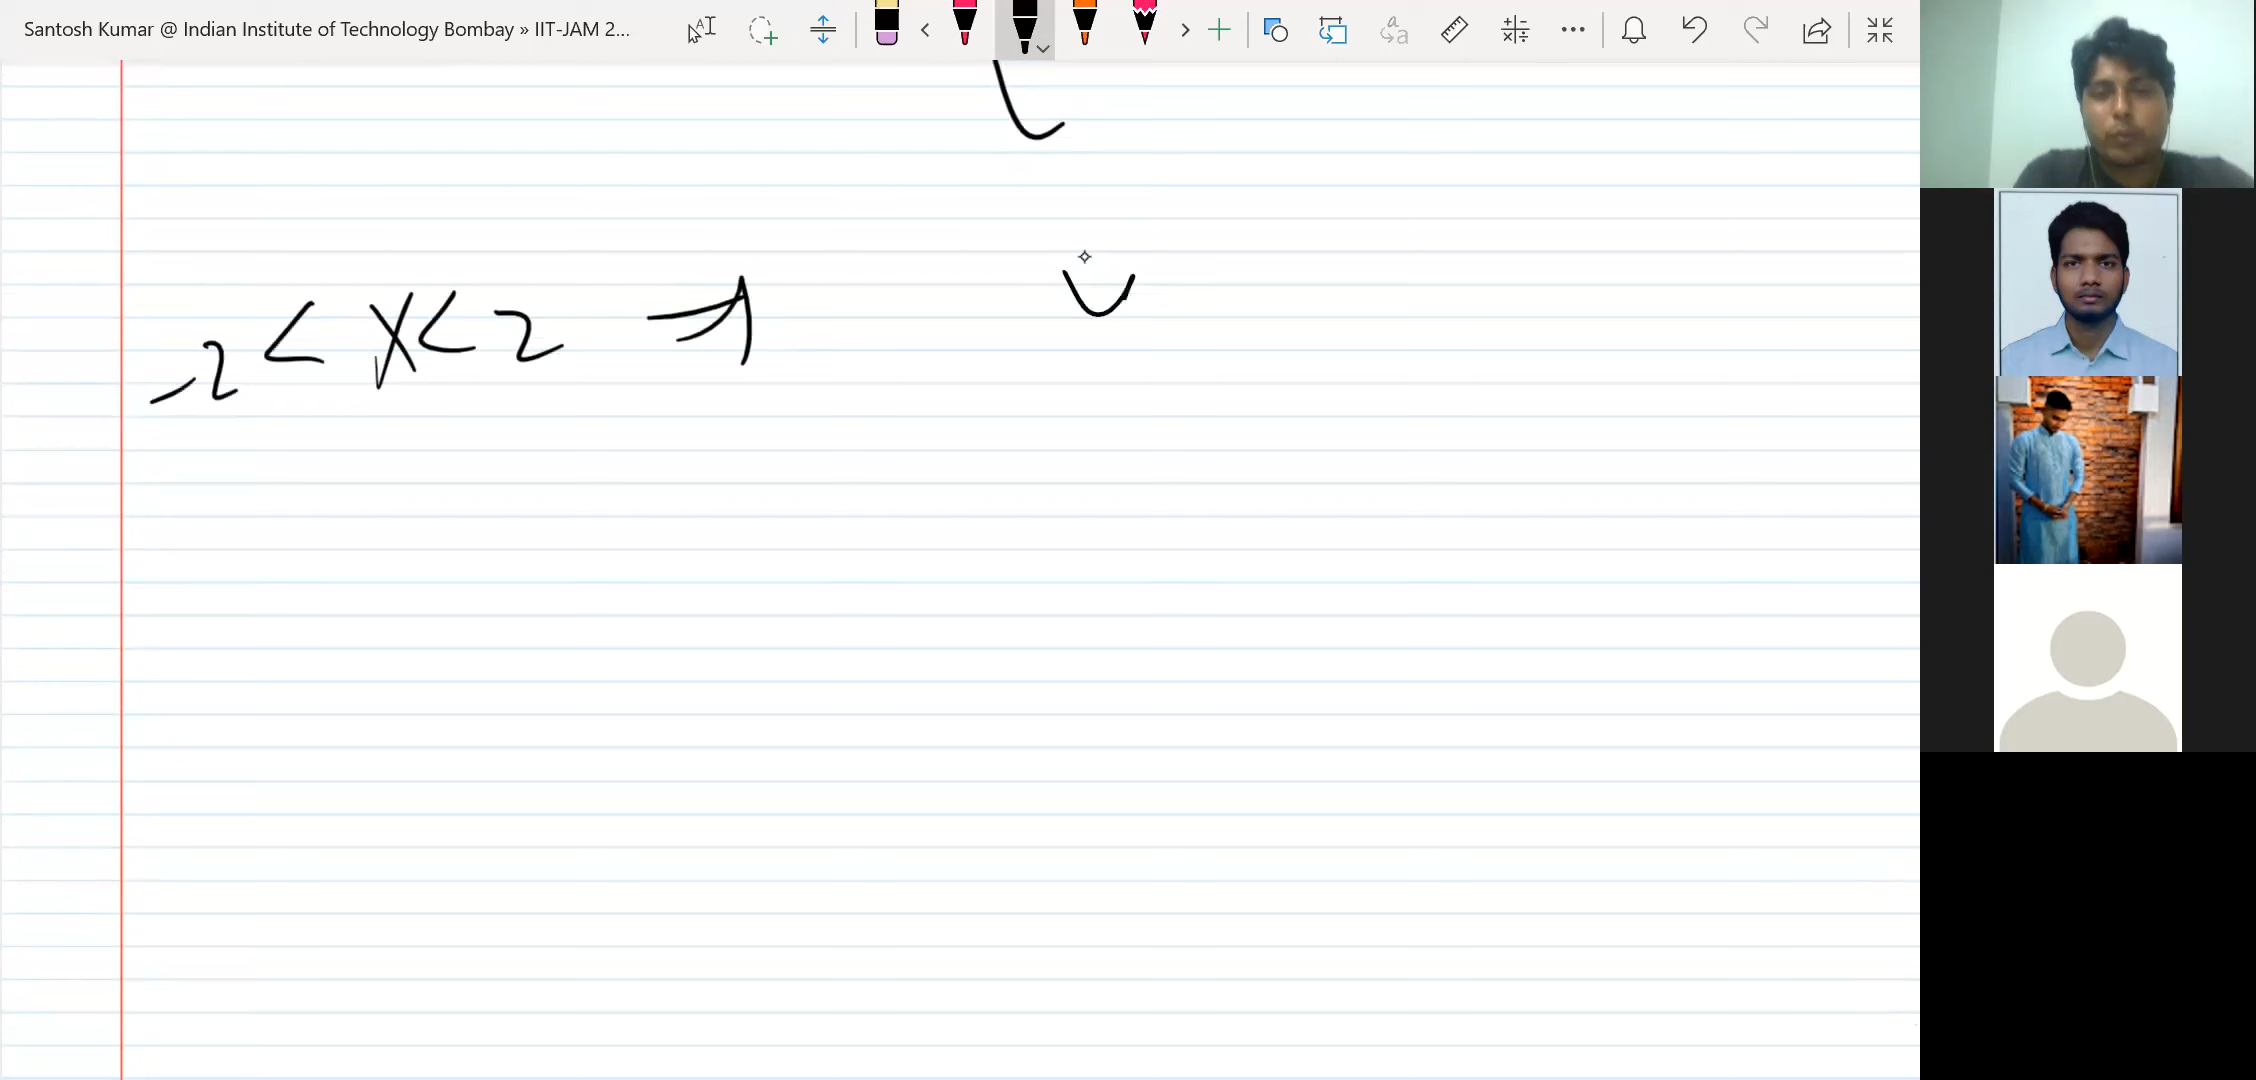 Santosh Kumar @ Indian Institute of Technology Bombay » IIT-JAM 2...
-2 < x < 2 ⇒